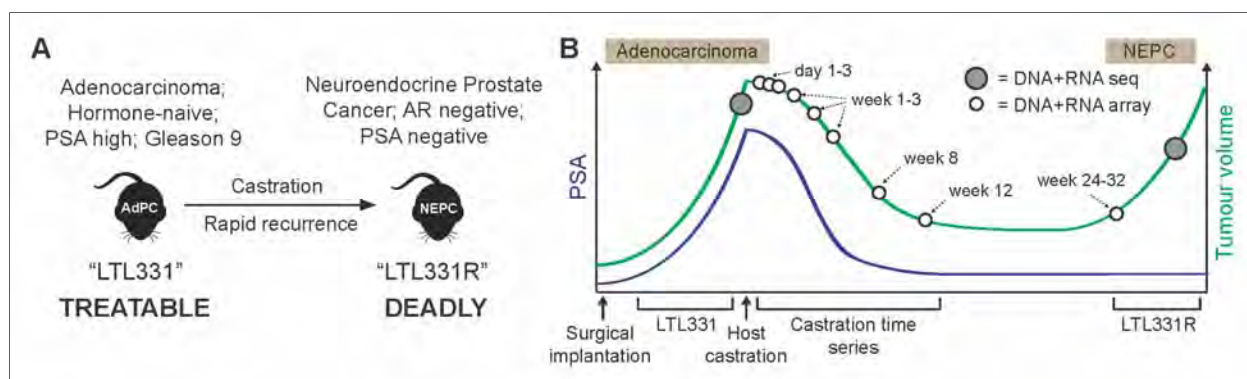 A
Adenocarcinoma;
Hormone-naive;
PSA high; Gleason 9
Neuroendocrine Prostate
Cancer; AR negative;
PSA negative
AdPC
Castration
Rapid recurrence
NEPC
“LTL331”
TREATABLE
“LTL331R”
DEADLY
B
Adenocarcinoma
NEPC
day 1-3
week 1-3
week 8
week 12
week 24-32
= DNA+RNA seq
= DNA+RNA array
PSA
Tumour volume
Surgical
implantation
LTL331
Host
castration
Castration time
series
LTL331R